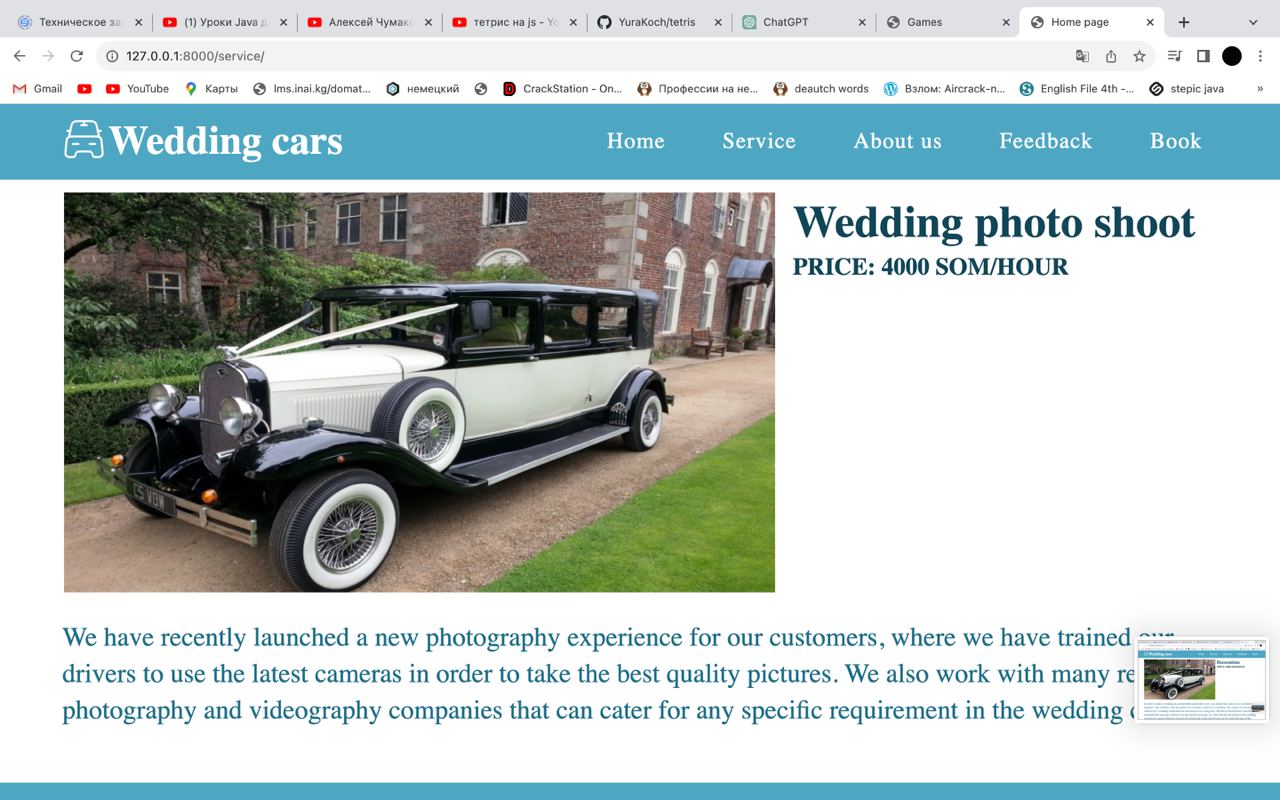 Техническое за
(1) Уроки Java д
Алексей Чумак
тетрис на js - Yo
YuraKoch/tetris
ChatGPT
Games
Home page
127.0.0.1:8000/service/
Gmail
YouTube
Карты
lms.inai.kg/domat...
немецкий
CrackStation - On...
Профессии на не...
deautch words
Взлом: Aircrack-n...
English File 4th -...
stepic java
»
Wedding cars
Home
Service
About us
Feedback
Book
Wedding photo shoot
PRICE: 4000 SOM/HOUR
We have recently launched a new photography experience for our customers, where we have trained our
drivers to use the latest cameras in order to take the best quality pictures. We also work with many re
photography and videography companies that can cater for any specific requirement in the wedding
Wedding cars
Decorations